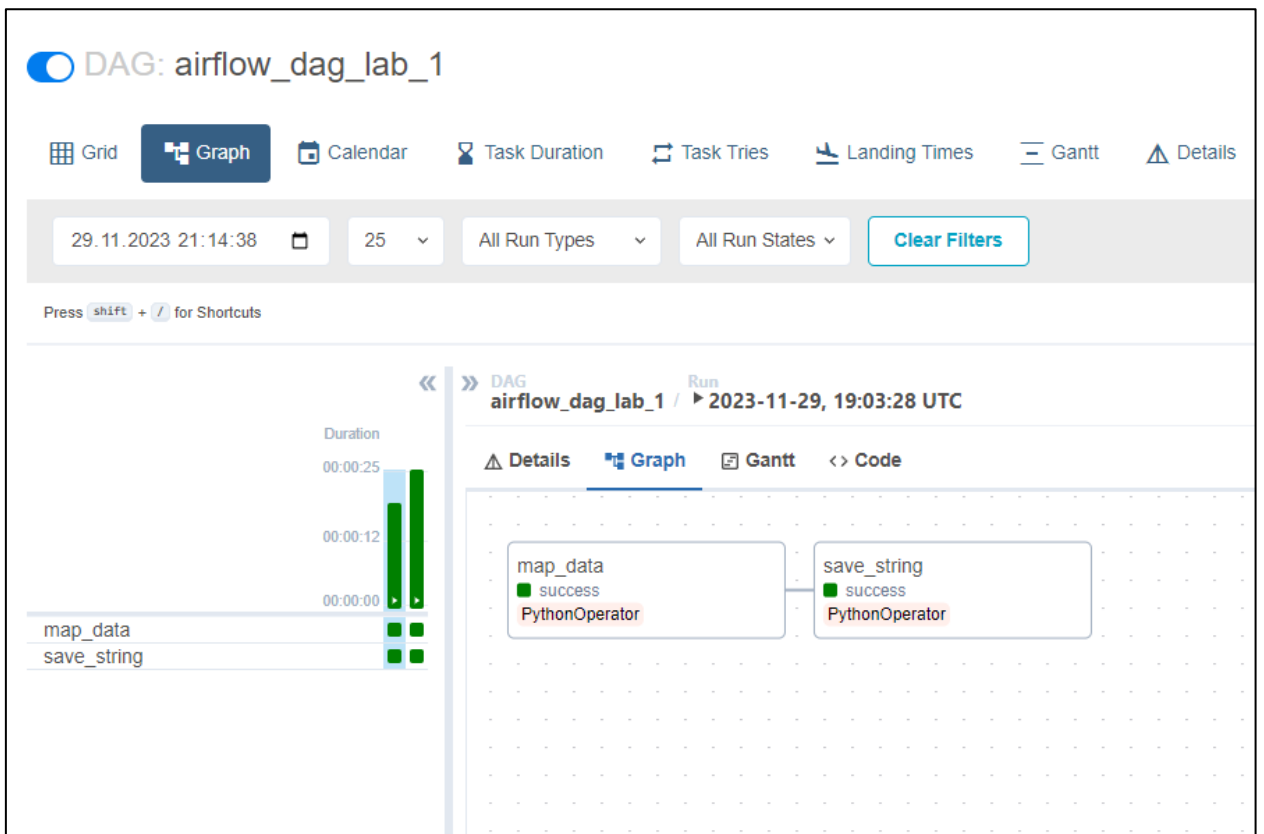 DAG: airflow_dag_lab_1
Grid Graph Calendar Task Duration Task Tries Landing Times Gantt Details
29.11.2023 21:14:38 25 All Run Types All Run States Clear Filters
Press shift + / for Shortcuts
DAG Run
airflow_dag_lab_1 / 2023-11-29, 19:03:28 UTC
Duration
00:00:25
00:00:12
00:00:00
map_data
save_string
Details Graph Gantt Code
map_data
success
PythonOperator
save_string
success
PythonOperator